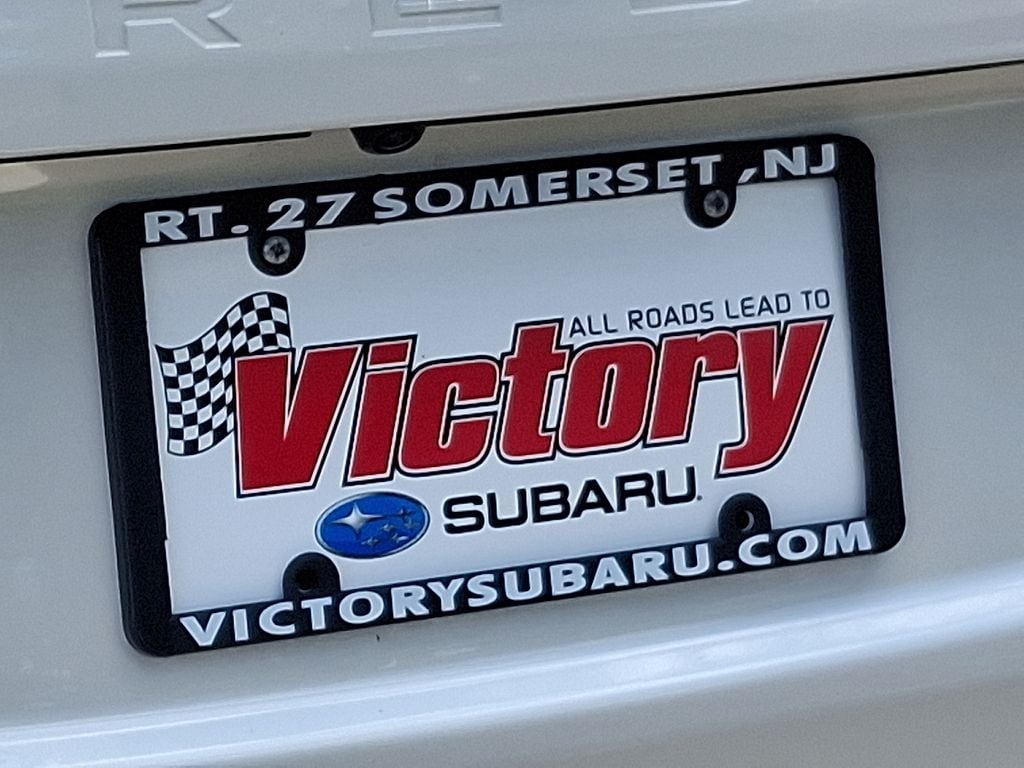 RT. 27 SOMERSET ,NJ
ALL ROADS LEAD TO
Victory
SUBARU.
VICTORYSUBARU.COM